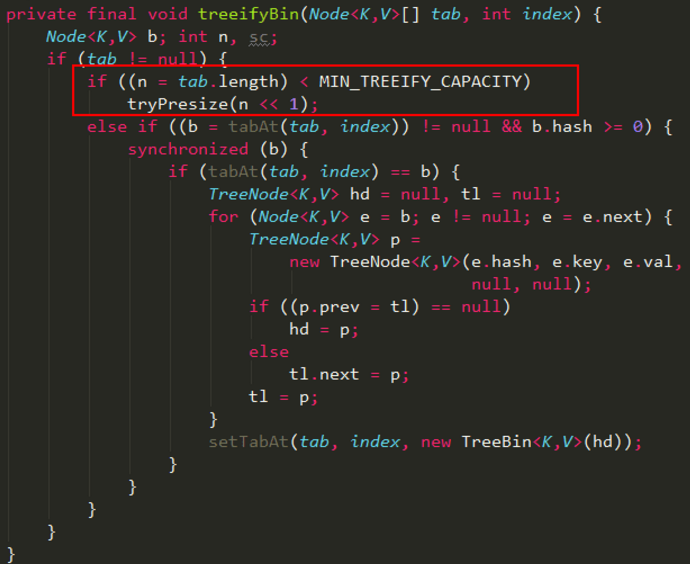 private final void treeifyBin(Node<K,V>[] tab, int index) {
    Node<K,V> b; int n, sc;
    if (tab != null) {
        if ((n = tab.length) < MIN_TREEIFY_CAPACITY)
            tryPresize(n << 1);
        else if ((b = tabAt(tab, index)) != null && b.hash >= 0) {
            synchronized (b) {
                if (tabAt(tab, index) == b) {
                    TreeNode<K,V> hd = null, tl = null;
                    for (Node<K,V> e = b; e != null; e = e.next) {
                        TreeNode<K,V> p =
                            new TreeNode<K,V>(e.hash, e.key, e.val,
                                              null, null);
                        if ((p.prev = tl) == null)
                            hd = p;
                        else
                            tl.next = p;
                        tl = p;
                    }
                    setTabAt(tab, index, new TreeBin<K,V>(hd));
                }
            }
        }
    }
}